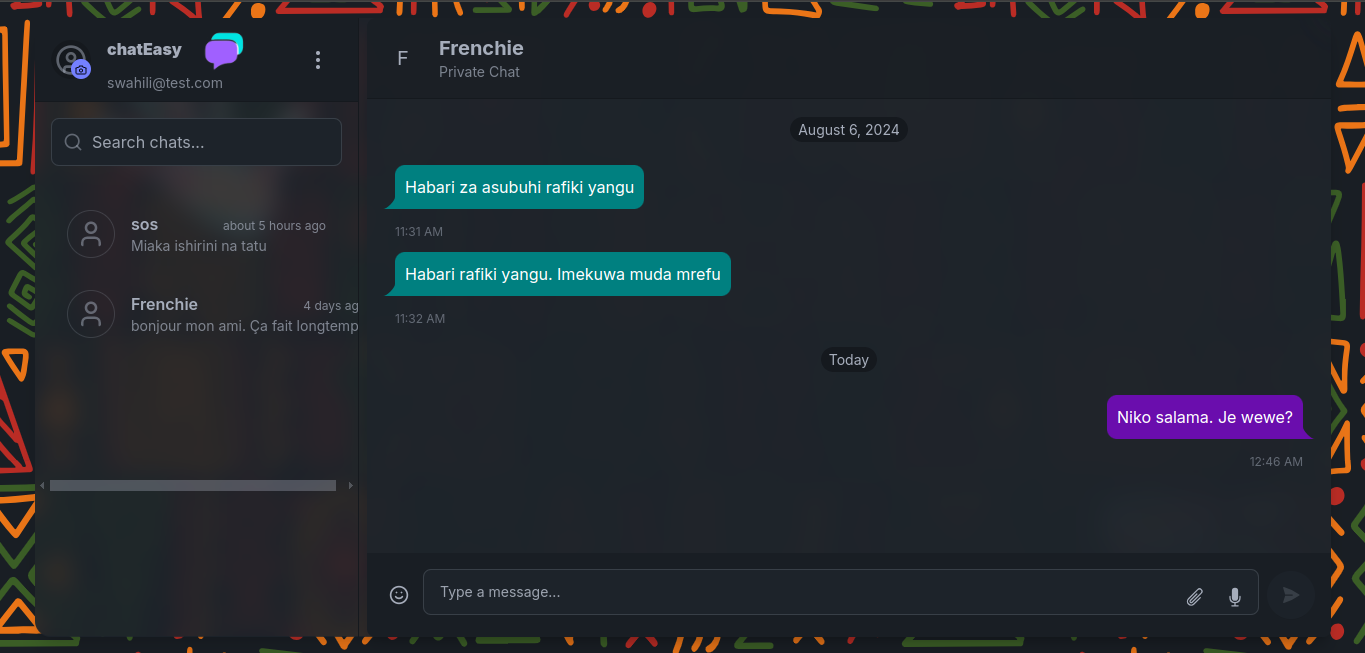 chatEasy
swahili@test.com
Search chats...
sos
about 5 hours ago
Miaka ishirini na tatu
Frenchie
4 days ag
bonjour mon ami. Ça fait longtemp
F
Frenchie
Private Chat
August 6, 2024
Habari za asubuhi rafiki yangu
11:31 AM
Habari rafiki yangu. Imekuwa muda mrefu
11:32 AM
Today
Niko salama. Je wewe?
12:46 AM
Type a message...